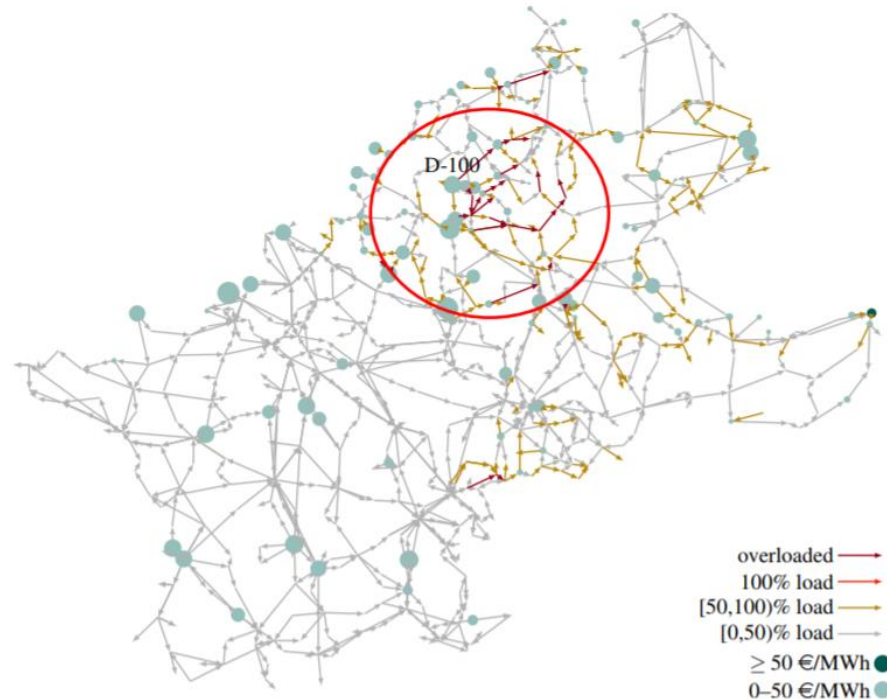 D-100
overloaded
100% load
[50,100)% load
[0,50)% load
≥ 50 €/MWh
0–50 €/MWh